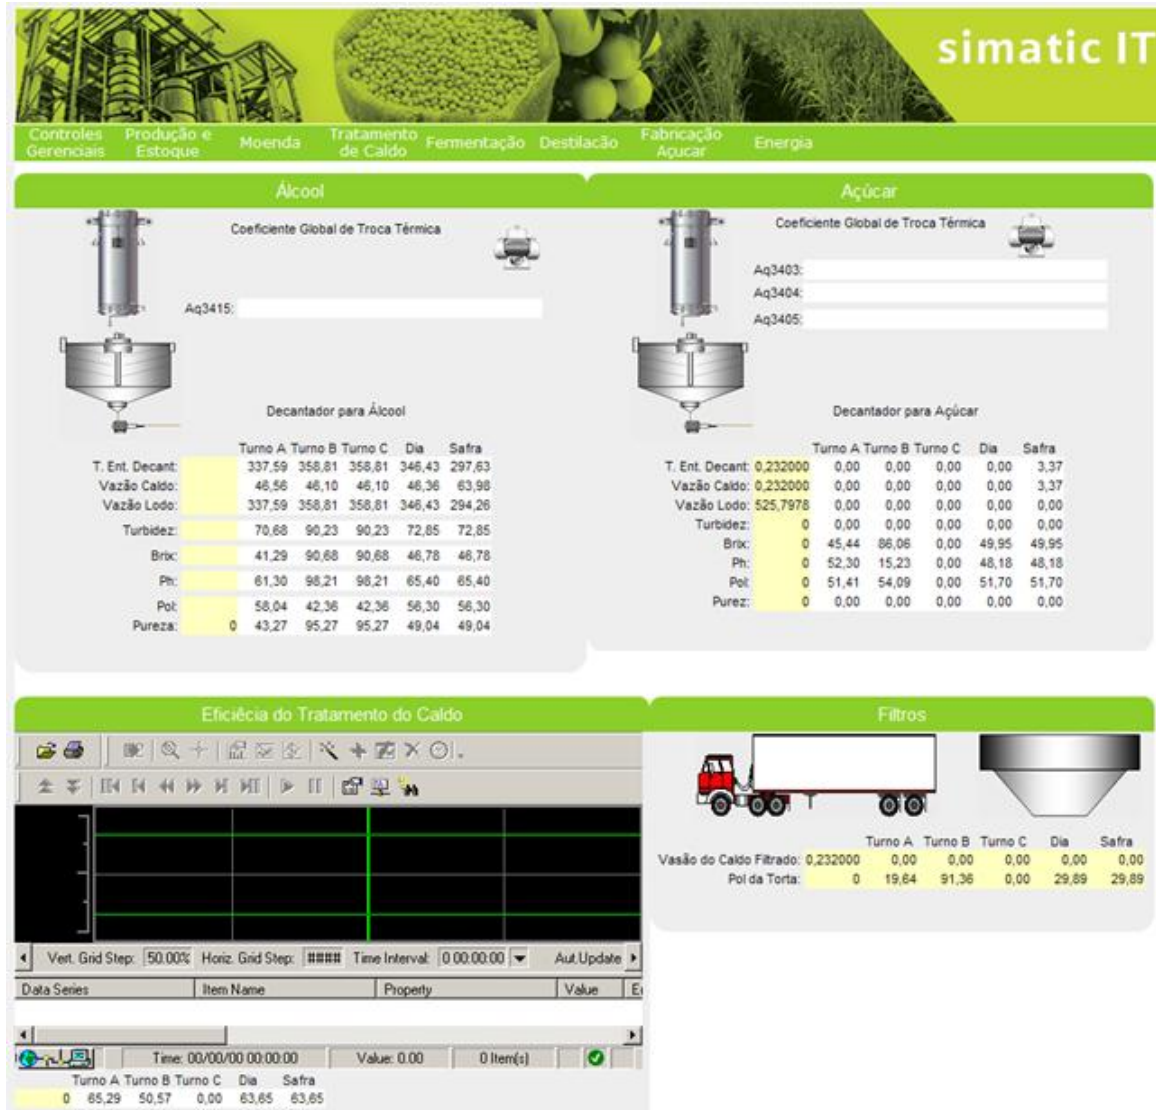 simatic IT
Controles Gerenciais
Produção e Estoque
Moenda
Tratamento de Caldo
Fermentação
Destilacão
Fabricação Açucar
Energia
Álcool
Coeficiente Global de Troca Térmica
Aq3415:
Decantador para Álcool
Turno A Turno B Turno C Dia Safra
T. Ent. Decant: 337,59 358,81 358,81 346,43 297,63
Vazão Caldo: 46,56 46,10 46,10 46,36 63,98
Vazão Lodo: 337,59 358,81 358,81 346,43 294,26
Turbidez: 70,68 90,23 90,23 72,85 72,85
Brix: 41,29 90,68 90,68 46,78 46,78
Ph: 61,30 98,21 98,21 65,40 65,40
Pol: 58,04 42,36 42,36 56,30 56,30
Pureza: 0 43,27 95,27 95,27 49,04 49,04
Açúcar
Coeficiente Global de Troca Térmica
Aq3403:
Aq3404:
Aq3405:
Decantador para Açúcar
Turno A Turno B Turno C Dia Safra
T. Ent. Decant: 0,232000 0,00 0,00 0,00 0,00 3,37
Vazão Caldo: 0,232000 0,00 0,00 0,00 0,00 3,37
Vazão Lodo: 525,7978 0,00 0,00 0,00 0,00 0,00
Turbidez: 0 0,00 0,00 0,00 0,00 0,00
Brix: 0 45,44 86,06 0,00 49,95 49,95
Ph: 0 52,30 15,23 0,00 48,18 48,18
Pol: 0 51,41 54,09 0,00 51,70 51,70
Purez: 0 0,00 0,00 0,00 0,00 0,00
Eficiêcia do Tratamento do Caldo
Vert. Grid Step: 50.00% Horiz. Grid Step: #### Time Interval: 0 00:00:00 Aut.Update
Data Series Item Name Property Value
Time: 00/00/00 00:00:00 Value: 0.00 0 Item(s)
Turno A Turno B Turno C Dia Safra
0 65,29 50,57 0,00 63,65 63,65
Filtros
Turno A Turno B Turno C Dia Safra
Vasão do Caldo Filtrado: 0,232000 0,00 0,00 0,00 0,00 0,00
Pol da Torta: 0 19,64 91,36 0,00 29,89 29,89